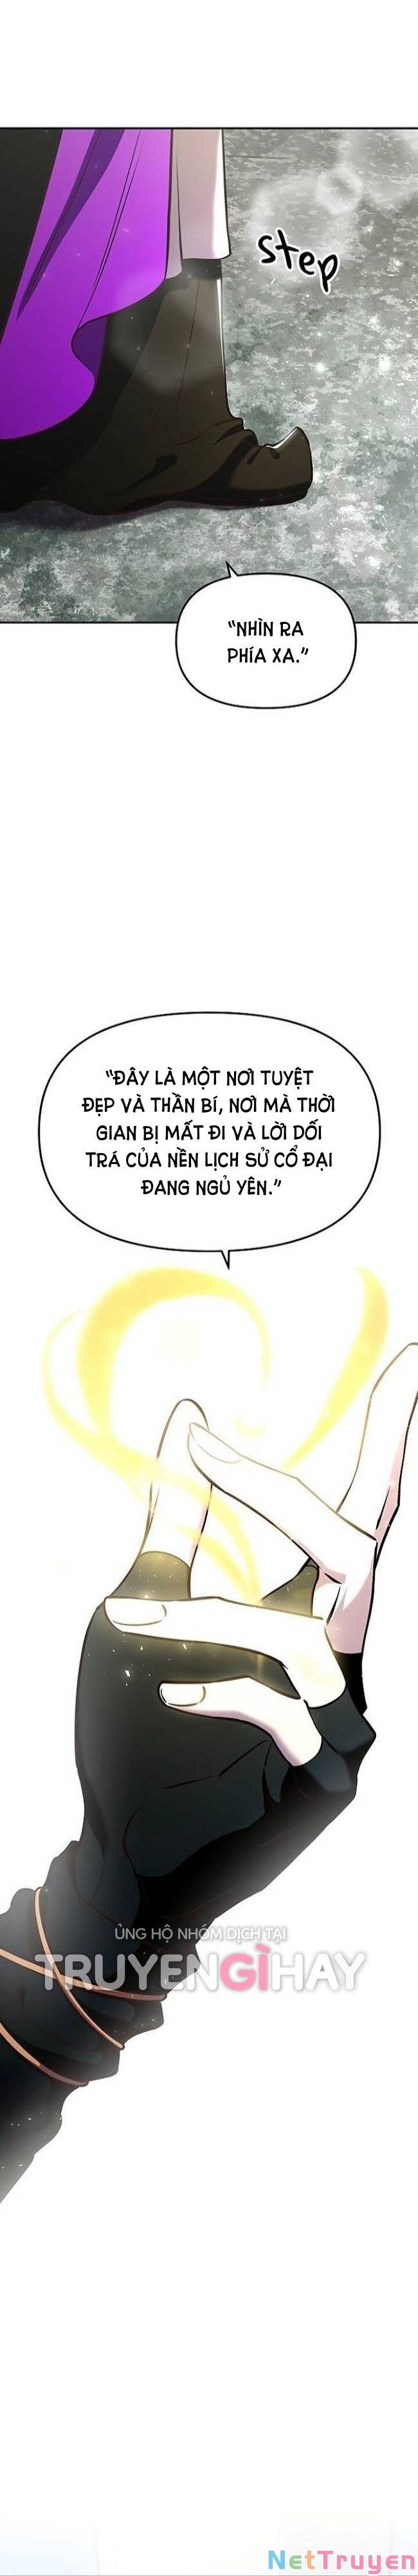 step
“NHÌN RA
PHÍA XA.”
“ĐÂY LÀ MỘT NƠI TUYỆT
ĐẸP VÀ THẦN BÍ, NƠI MÀ THỜI
GIAN BỊ MẤT ĐI VÀ LỜI DỐI
TRÁ CỦA NỀN LỊCH SỬ CỔ ĐẠI
ĐANG NGỦ YÊN.”
ỦNG HỘ NHÓM DỊCH TẠI
TRUYENGÌHAY
NetTruyen